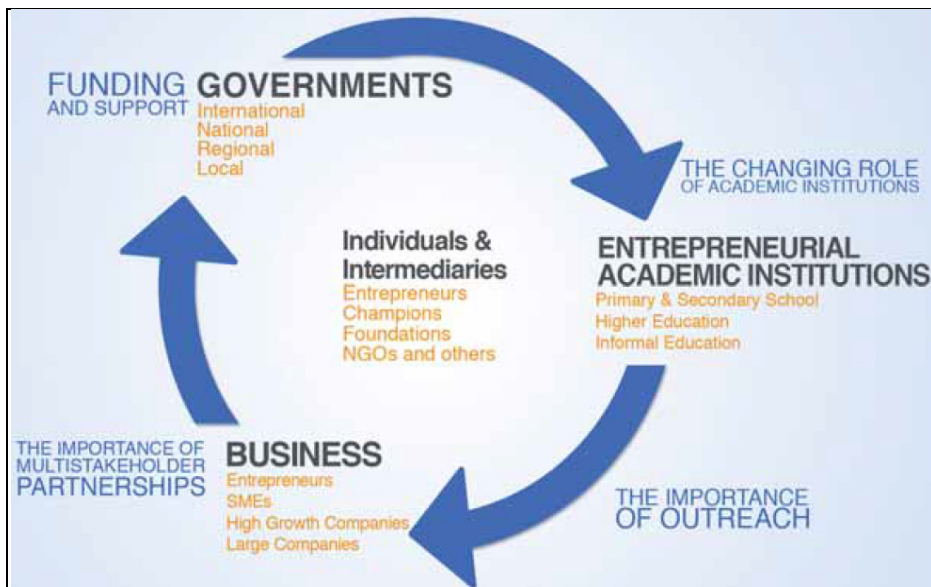 FUNDING
AND SUPPORT
GOVERNMENTS
International
National
Regional
Local
THE CHANGING ROLE
OF ACADEMIC INSTITUTIONS
Individuals &
Intermediaries
Entrepreneurs
Champions
Foundations
NGOs and others
ENTREPRENEURIAL
ACADEMIC INSTITUTIONS
Primary & Secondary School
Higher Education
Informal Education
THE IMPORTANCE OF
MULTISTAKEHOLDER
PARTNERSHIPS
BUSINESS
Entrepreneurs
SMEs
High Growth Companies
Large Companies
THE IMPORTANCE
OF OUTREACH